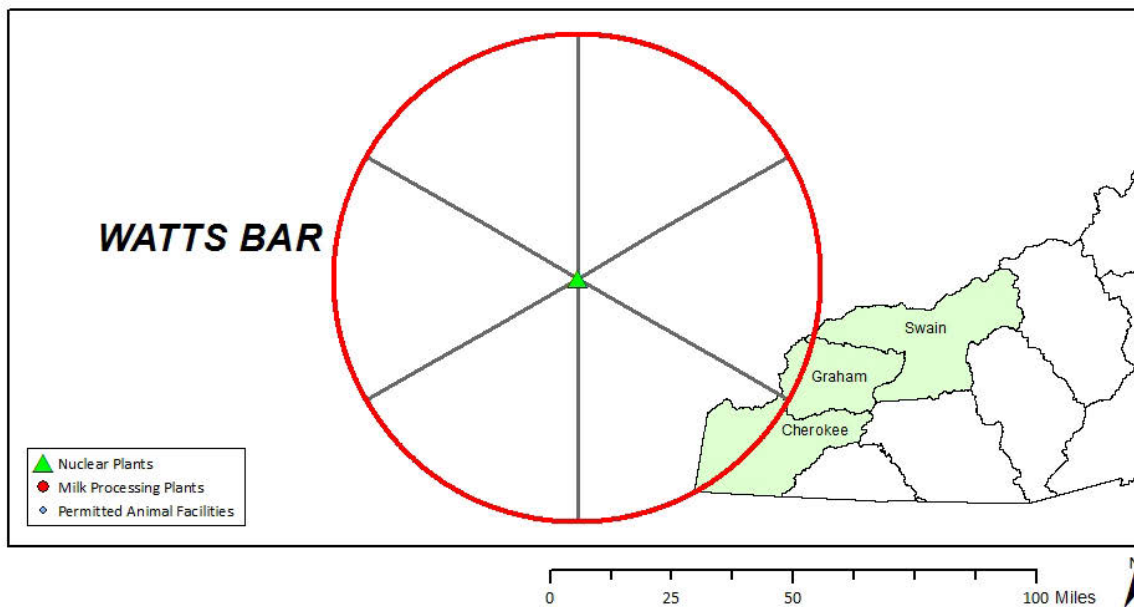 WATTS BAR
Swain
Graham
Cherokee
Nuclear Plants
Milk Processing Plants
Permitted Animal Facilities
0 25 50 100 Miles